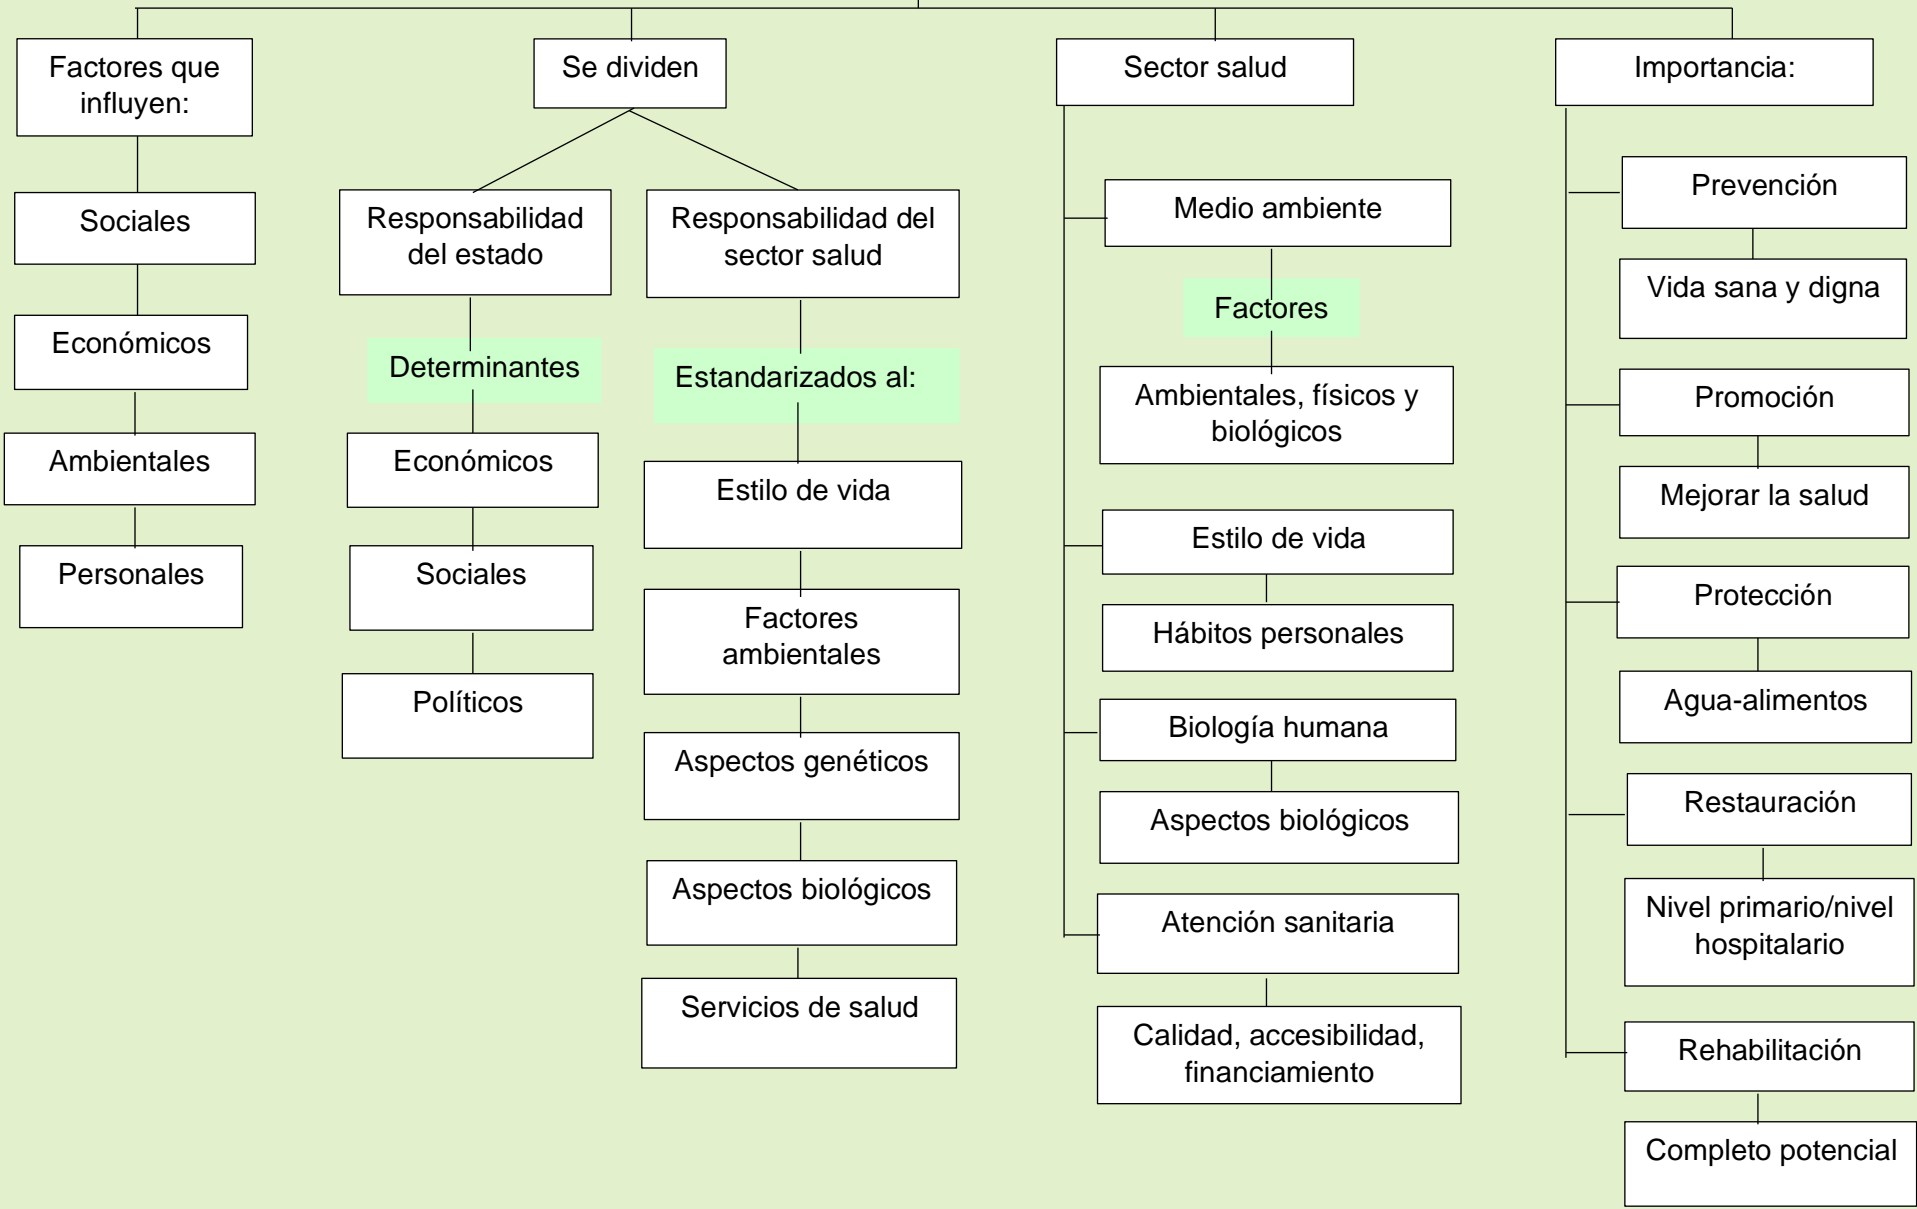 Factores que
influyen:
Sociales
Económicos
Ambientales
Personales
Se dividen
Responsabilidad
del estado
Determinantes
Económicos
Sociales
Políticos
Responsabilidad del
sector salud
Estandarizados al:
Estilo de vida
Factores
ambientales
Aspectos genéticos
Aspectos biológicos
Servicios de salud
Sector salud
Medio ambiente
Factores
Ambientales, físicos y
biológicos
Estilo de vida
Hábitos personales
Biología humana
Aspectos biológicos
Atención sanitaria
Calidad, accesibilidad,
financiamiento
Importancia:
Prevención
Vida sana y digna
Promoción
Mejorar la salud
Protección
Agua-alimentos
Restauración
Nivel primario/nivel
hospitalario
Rehabilitación
Completo potencial